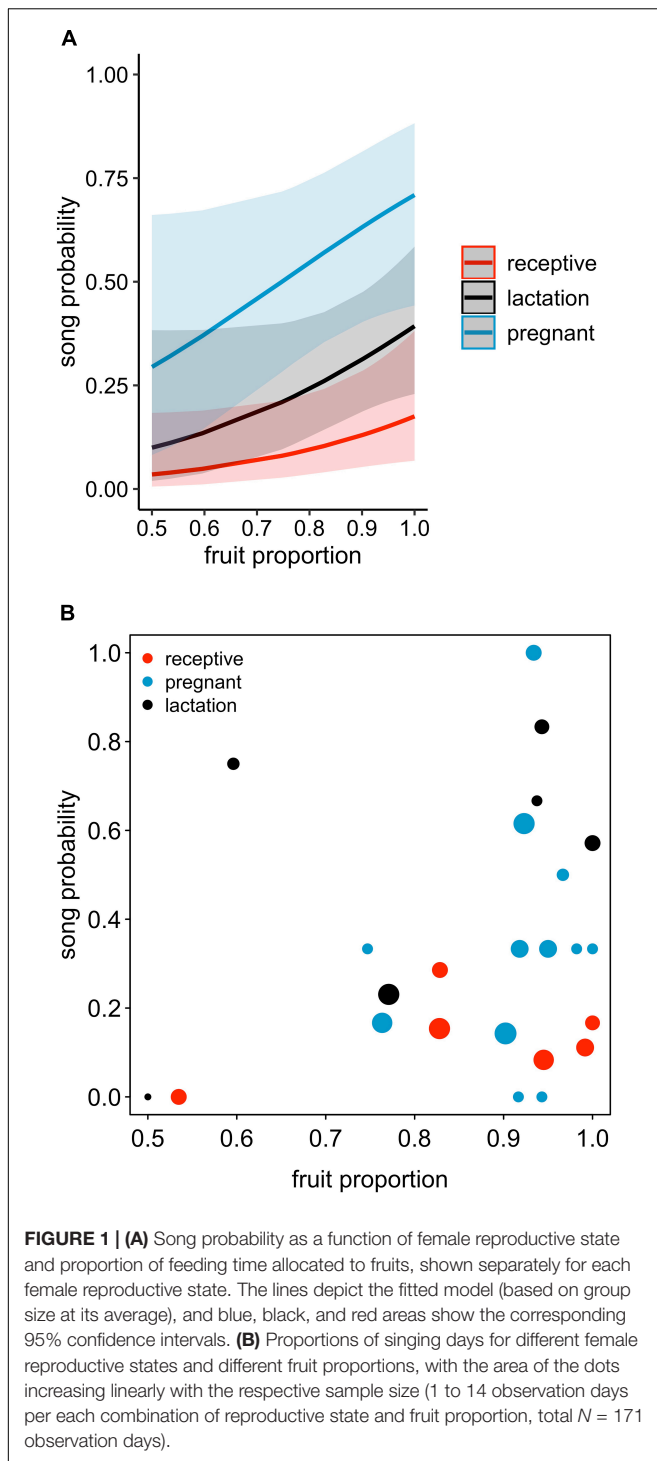 A
1.00
0.75
0.50
0.25
0.00
song probability
0.5 0.6 0.7 0.8 0.9 1.0
fruit proportion
receptive
lactation
pregnant
B
receptive
pregnant
lactation
1.0
0.8
0.6
0.4
0.2
0.0
song probability
0.5 0.6 0.7 0.8 0.9 1.0
fruit proportion
FIGURE 1 | (A) Song probability as a function of female reproductive state
and proportion of feeding time allocated to fruits, shown separately for each
female reproductive state. The lines depict the fitted model (based on group
size at its average), and blue, black, and red areas show the corresponding
95% confidence intervals. (B) Proportions of singing days for different female
reproductive states and different fruit proportions, with the area of the dots
increasing linearly with the respective sample size (1 to 14 observation days
per each combination of reproductive state and fruit proportion, total N = 171
observation days).